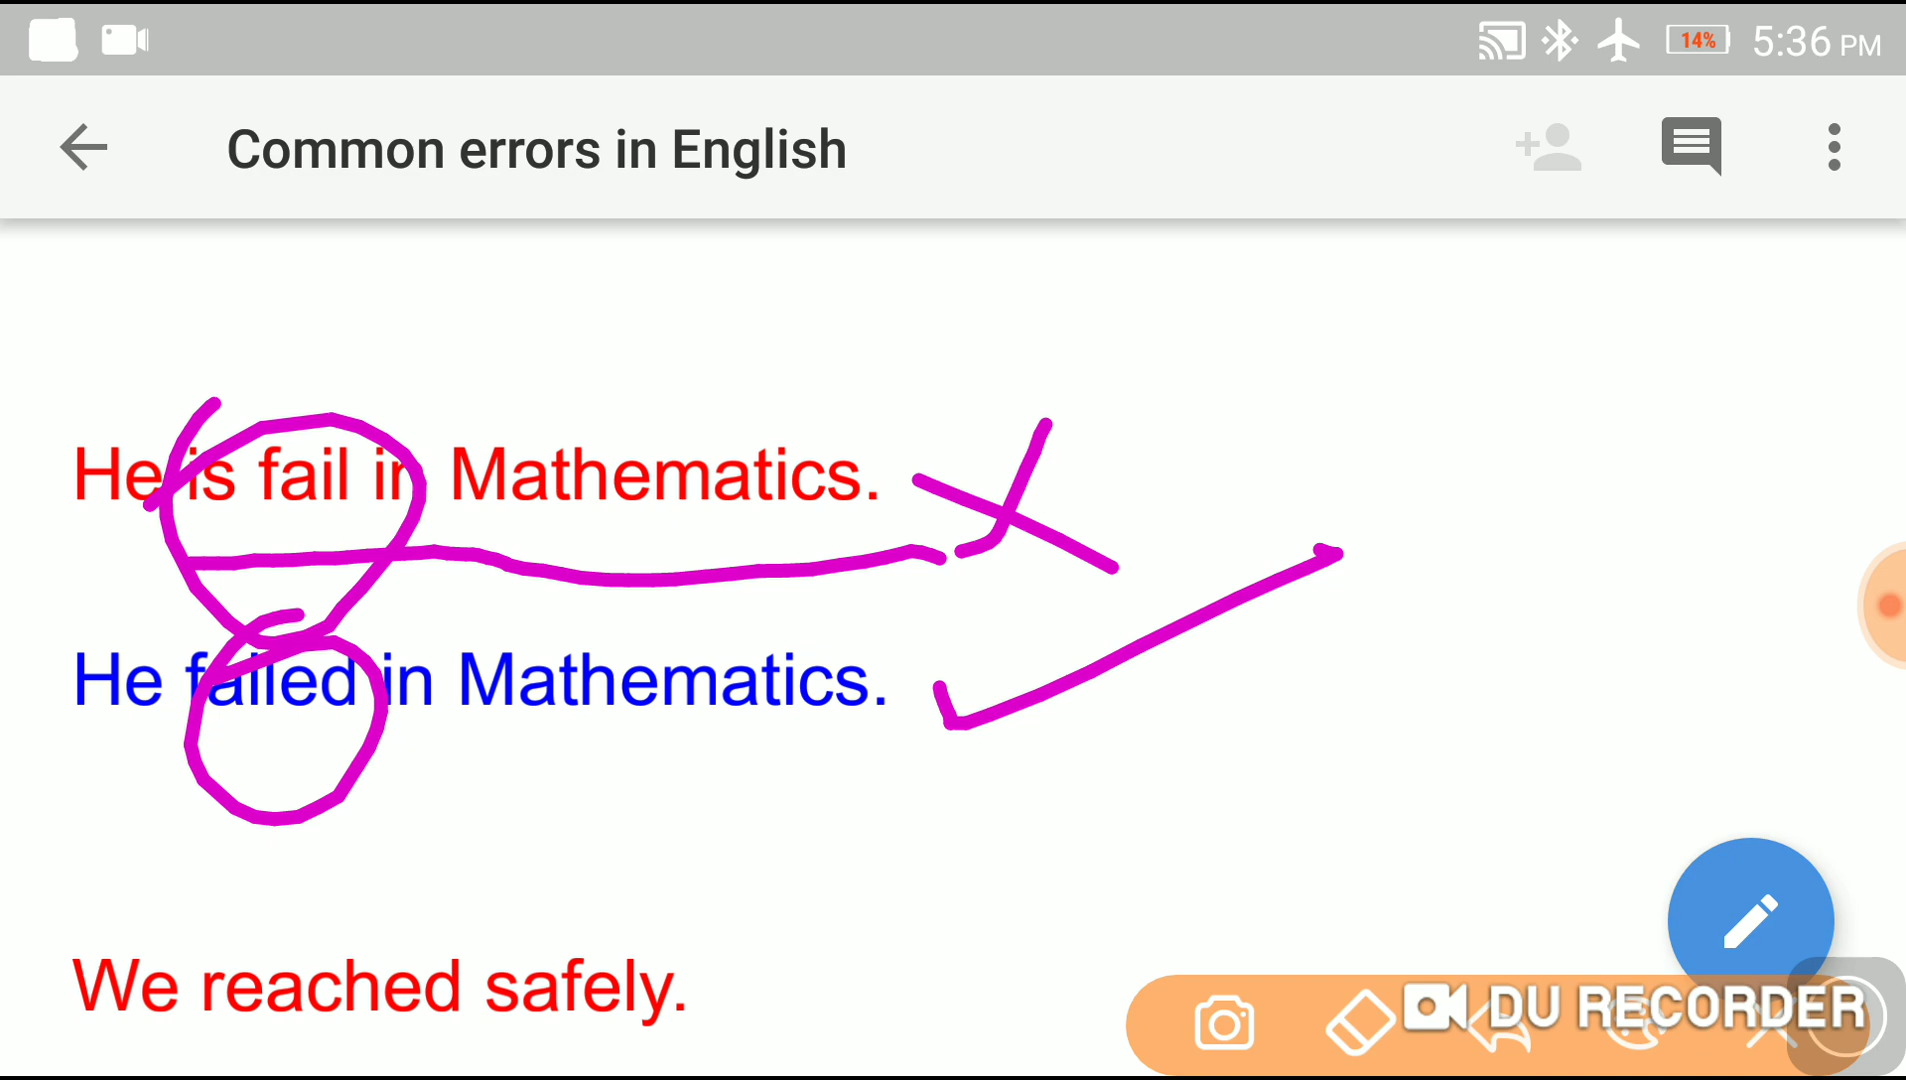 14% 5:36 PM
Common errors in English
He is fail in Mathematics.
He failed in Mathematics.
We reached safely.
DU RECORDER